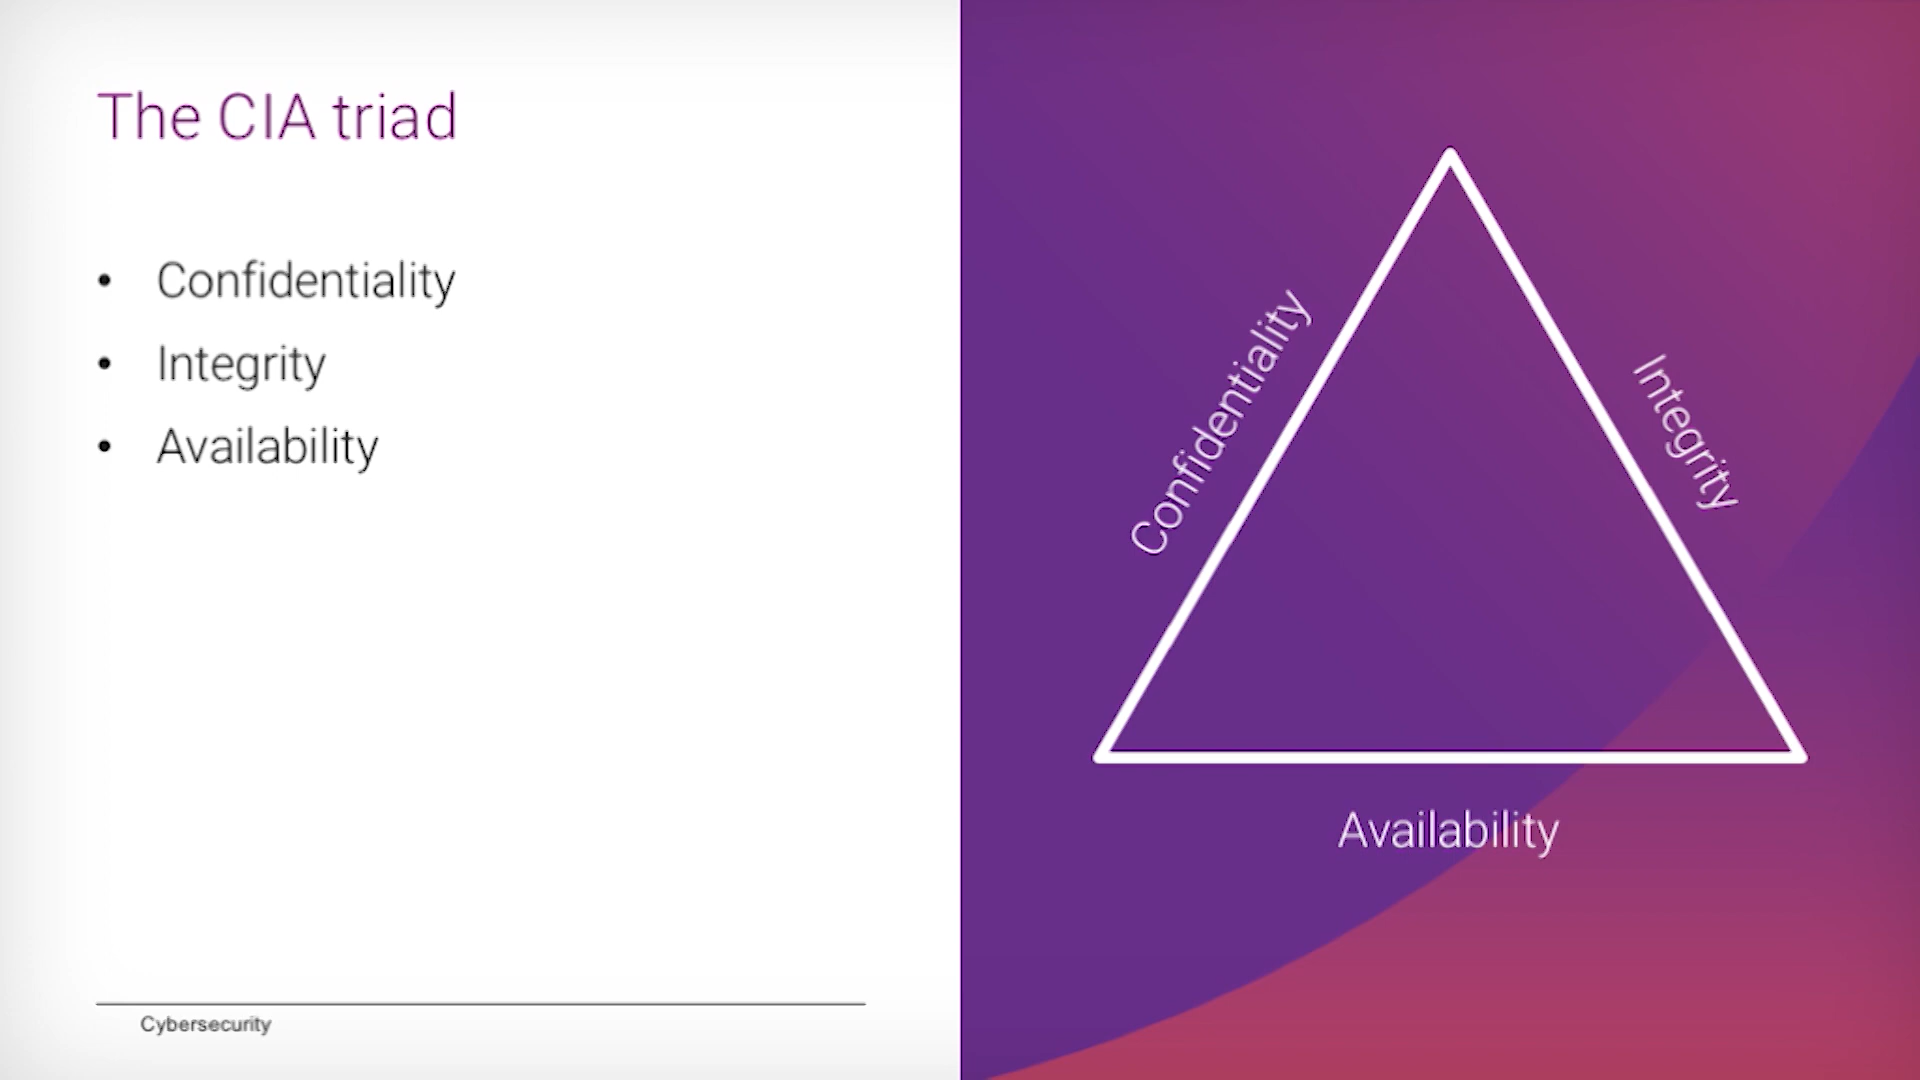 The CIA triad
• Confidentiality
• Integrity
• Availability
Cybersecurity
Confidentiality
Integrity
Availability